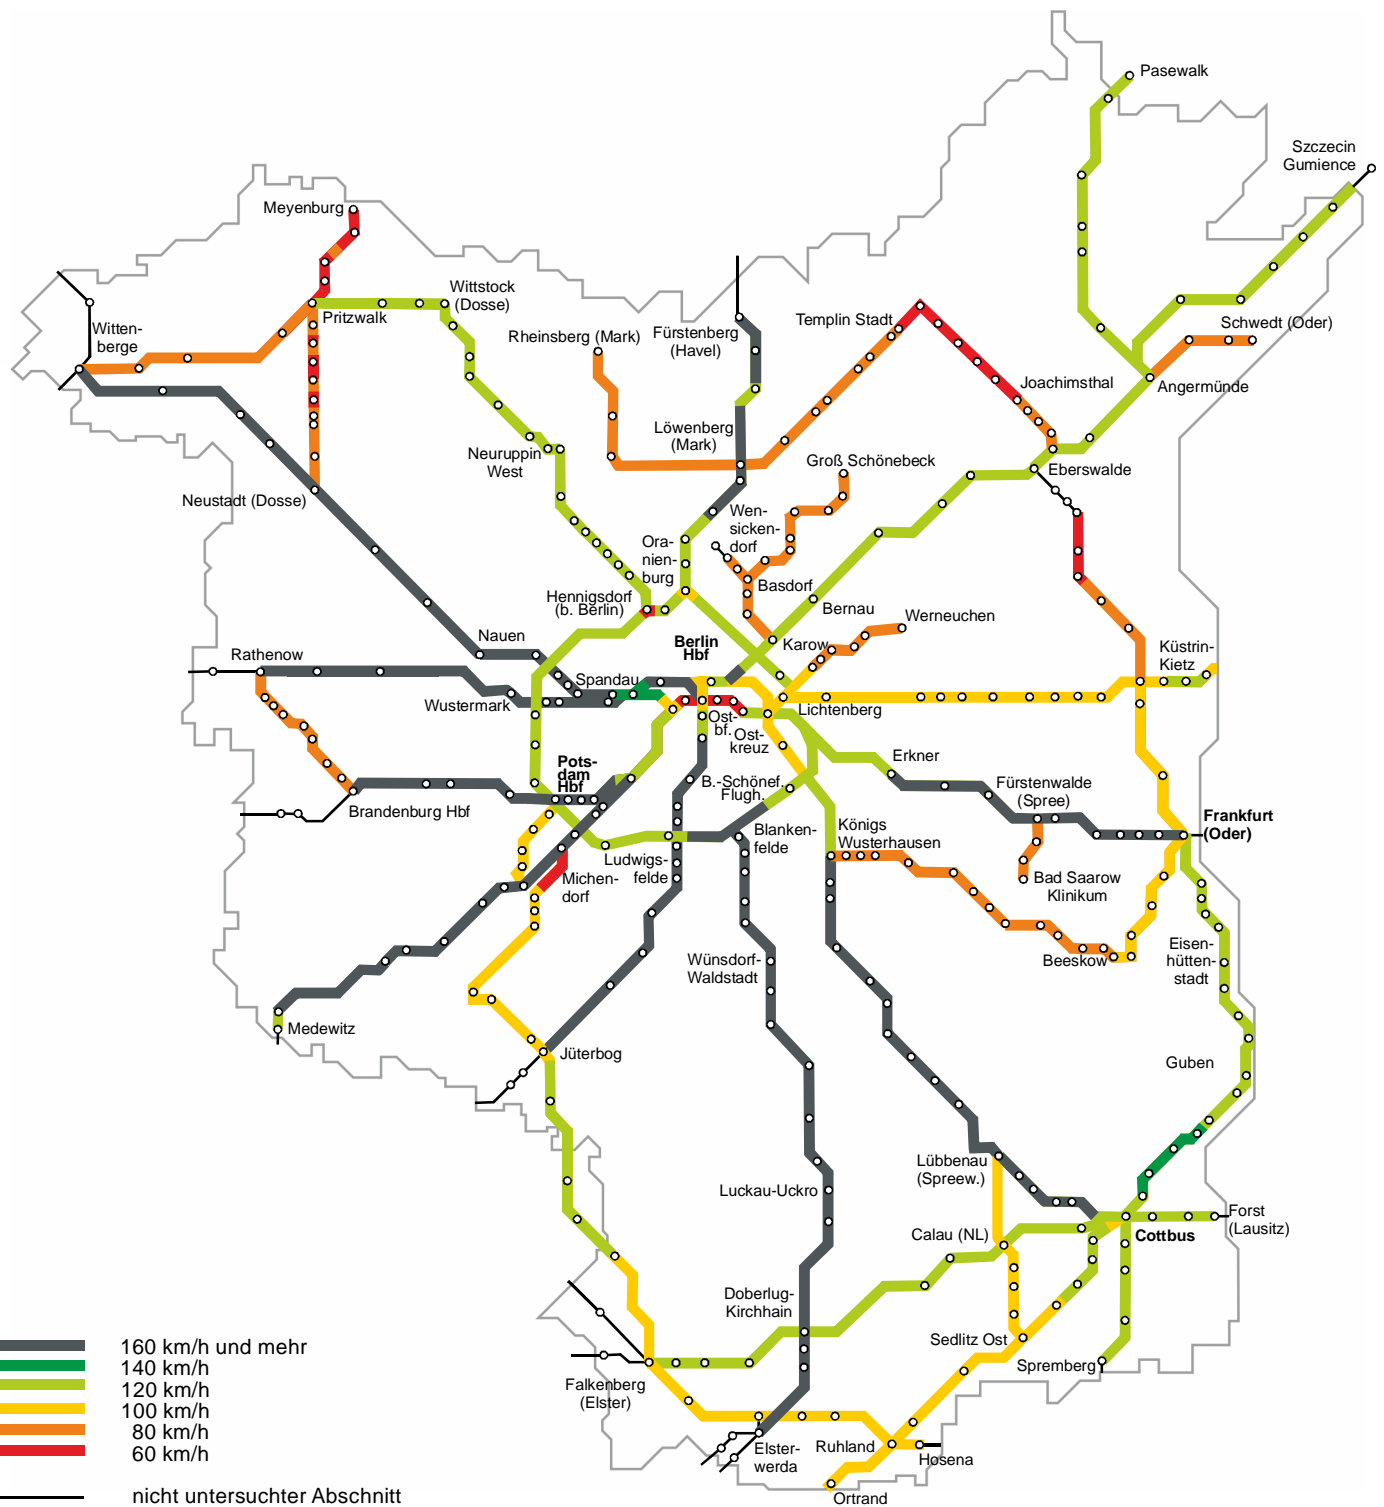 Pasewalk
Szczecin
Gumience
Meyenburg
Wittstock
(Dosse)
Pritzwalk
Witten-
berge
Rheinsberg (Mark)
Fürstenberg
(Havel)
Templin Stadt
Schwedt (Oder)
Joachimsthal
Angermünde
Löwenberg
(Mark)
Neuruppin
West
Groß Schönebeck
Eberswalde
Neustadt (Dosse)
Wen-
sicken-
dorf
Ora-
nien-
burg
Basdorf
Hennigsdorf
(b. Berlin)
Bernau
Werneuchen
Nauen
Berlin
Hbf
Karow
Küstrin-
Kietz
Rathenow
Spandau
Wustermark
Lichtenberg
Ost-
bf.
Ost-
kreuz
Erkner
Pots-
dam
Hbf
B.-Schönef.
Flugh.
Fürstenwalde
(Spree)
Brandenburg Hbf
Frankfurt
(Oder)
Blanken-
felde
Königs
Wusterhausen
Ludwigs-
felde
Michen-
dorf
Bad Saarow
Klinikum
Eisen-
hütten-
stadt
Wünsdorf-
Waldstadt
Beeskow
Medewitz
Jüterbog
Guben
Lübbenau
(Spreew.)
Luckau-Uckro
Forst
(Lausitz)
Calau (NL)
Cottbus
Doberlug-
Kirchhain
Sedlitz Ost
Spremberg
Falkenberg
(Elster)
Elster-
werda
Ruhland
Hosena
Ortrand
160 km/h und mehr
140 km/h
120 km/h
100 km/h
80 km/h
60 km/h
nicht untersuchter Abschnitt